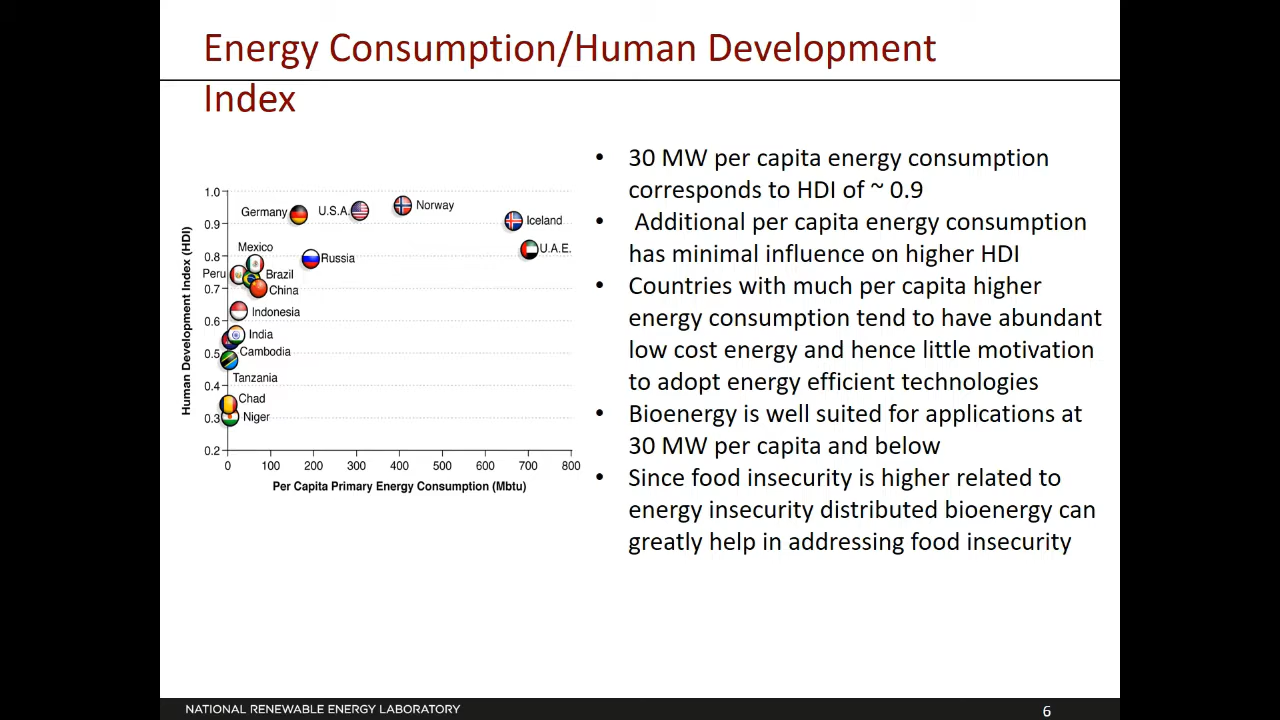 Energy Consumption/Human Development
Index
• 30 MW per capita energy consumption
corresponds to HDI of ~ 0.9
• Additional per capita energy consumption
has minimal influence on higher HDI
• Countries with much per capita higher
energy consumption tend to have abundant
low cost energy and hence little motivation
to adopt energy efficient technologies
• Bioenergy is well suited for applications at
30 MW per capita and below
• Since food insecurity is higher related to
energy insecurity distributed bioenergy can
greatly help in addressing food insecurity
Human Development Index (HDI)
1.0
0.9
0.8
0.7
0.6
0.5
0.4
0.3
0.2
Germany
U.S.A.
Norway
Iceland
U.A.E.
Mexico
Russia
Peru
Brazil
China
Indonesia
India
Cambodia
Tanzania
Chad
Niger
0 100 200 300 400 500 600 700 800
Per Capita Primary Energy Consumption (Mbtu)
NATIONAL RENEWABLE ENERGY LABORATORY
6